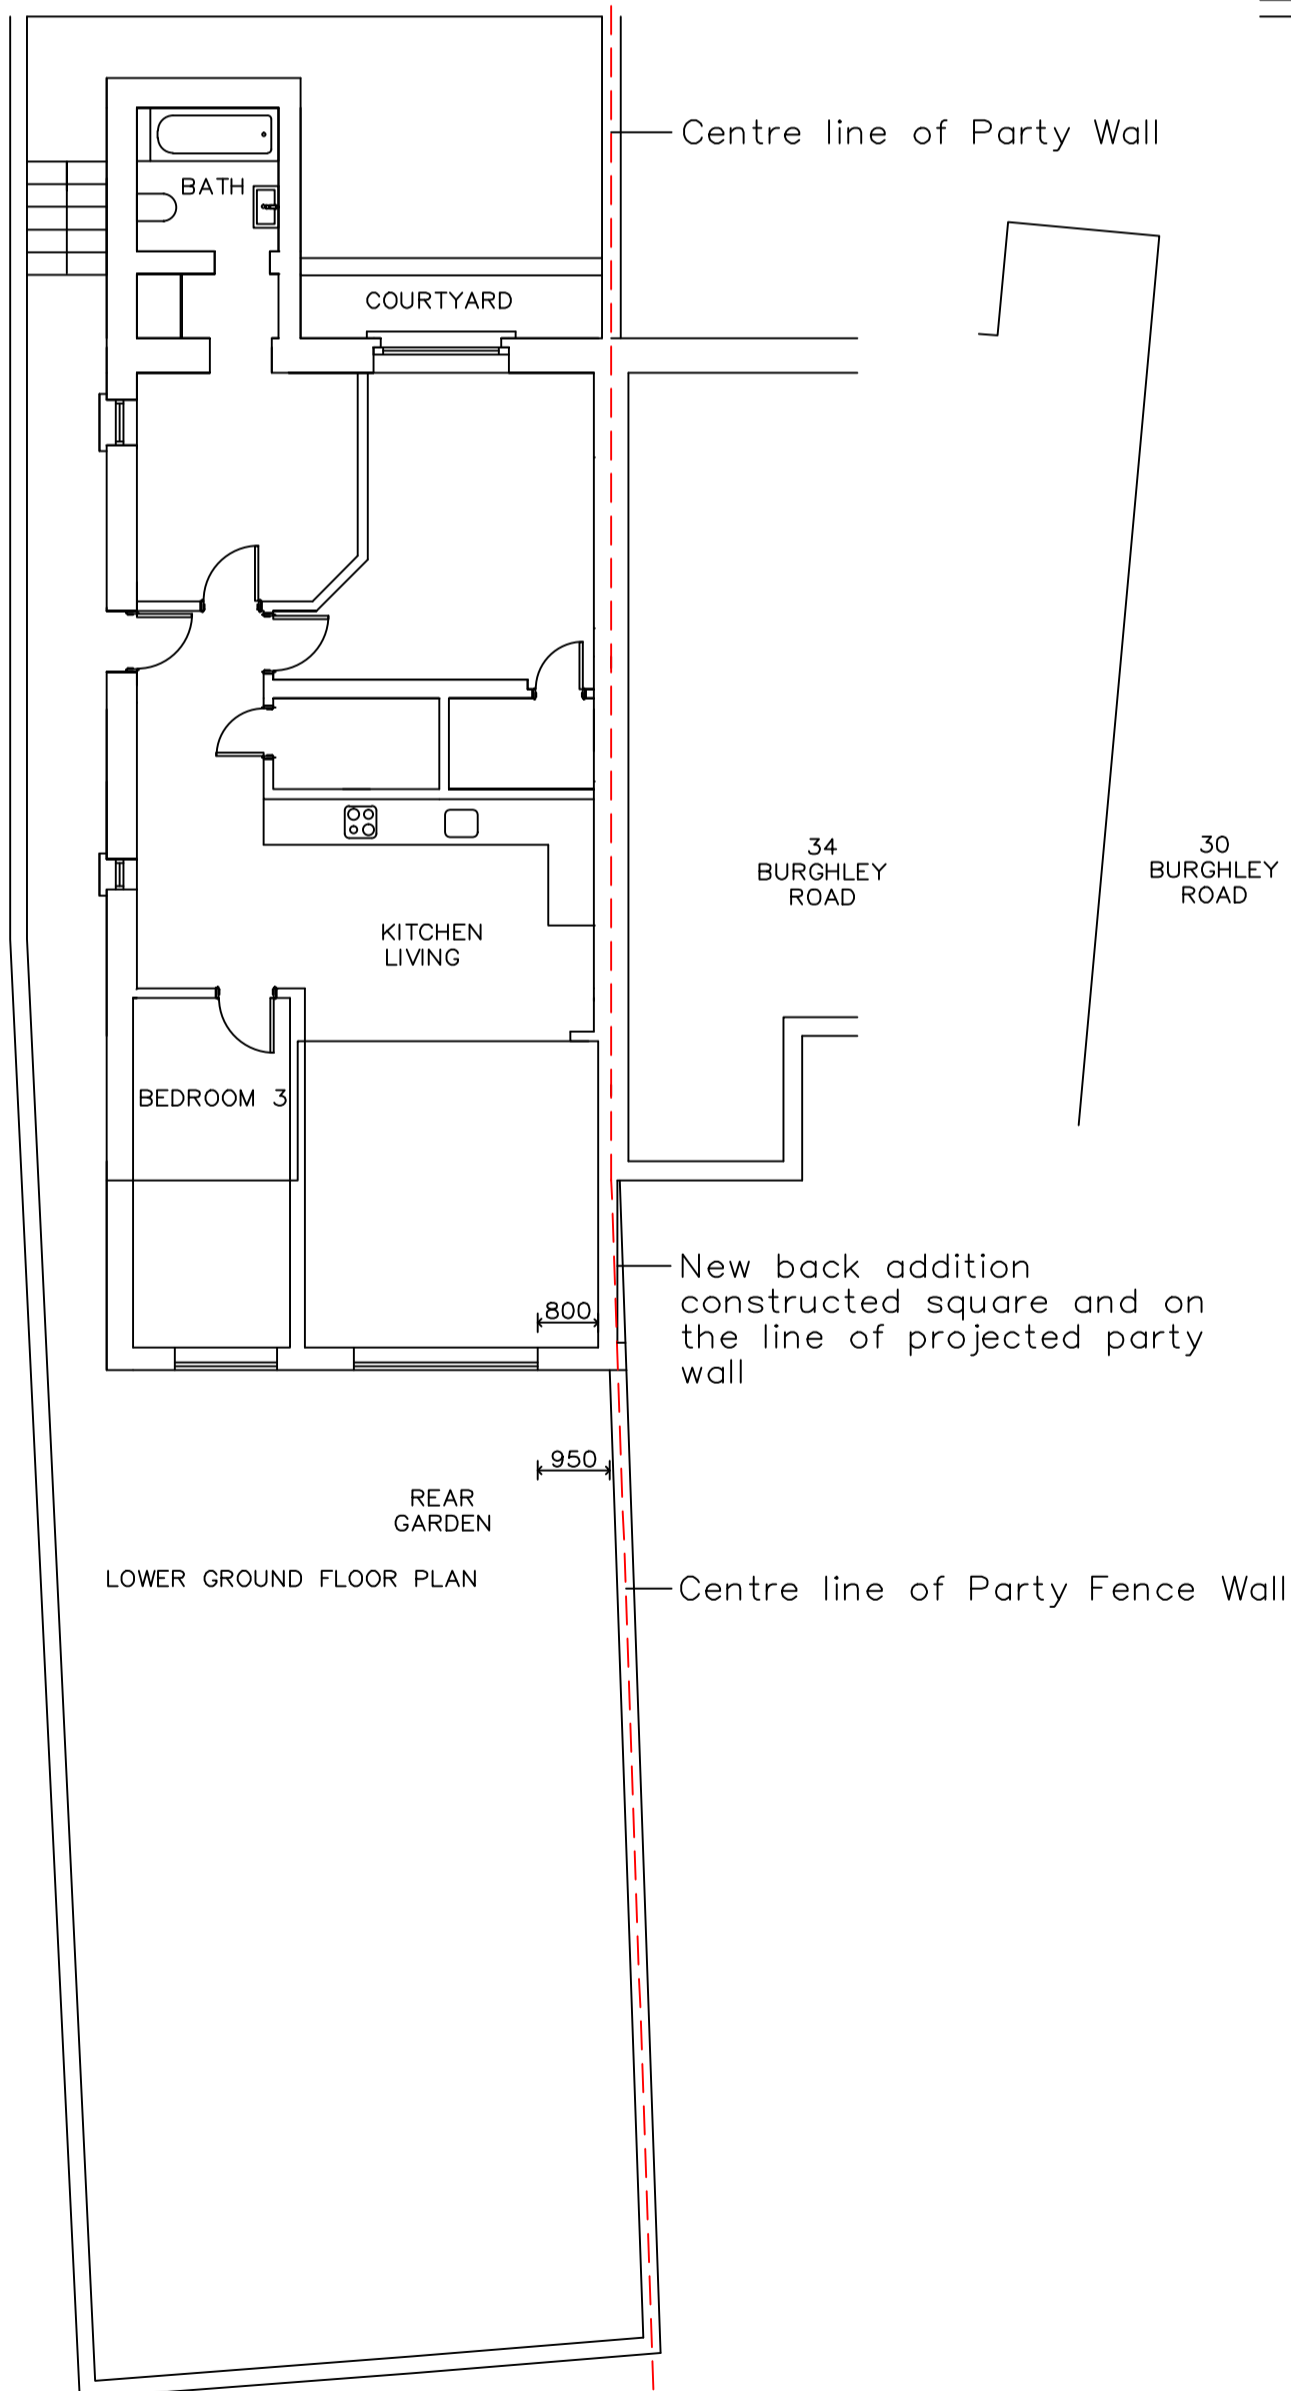 Centre line of Party Wall
BATH
COURTYARD
34
BURGHLEY
ROAD
30
BURGHLEY
ROAD
KITCHEN
LIVING
BEDROOM 3
New back addition
constructed square and on
the line of projected party
wall
800
950
REAR
GARDEN
LOWER GROUND FLOOR PLAN
Centre line of Party Fence Wall